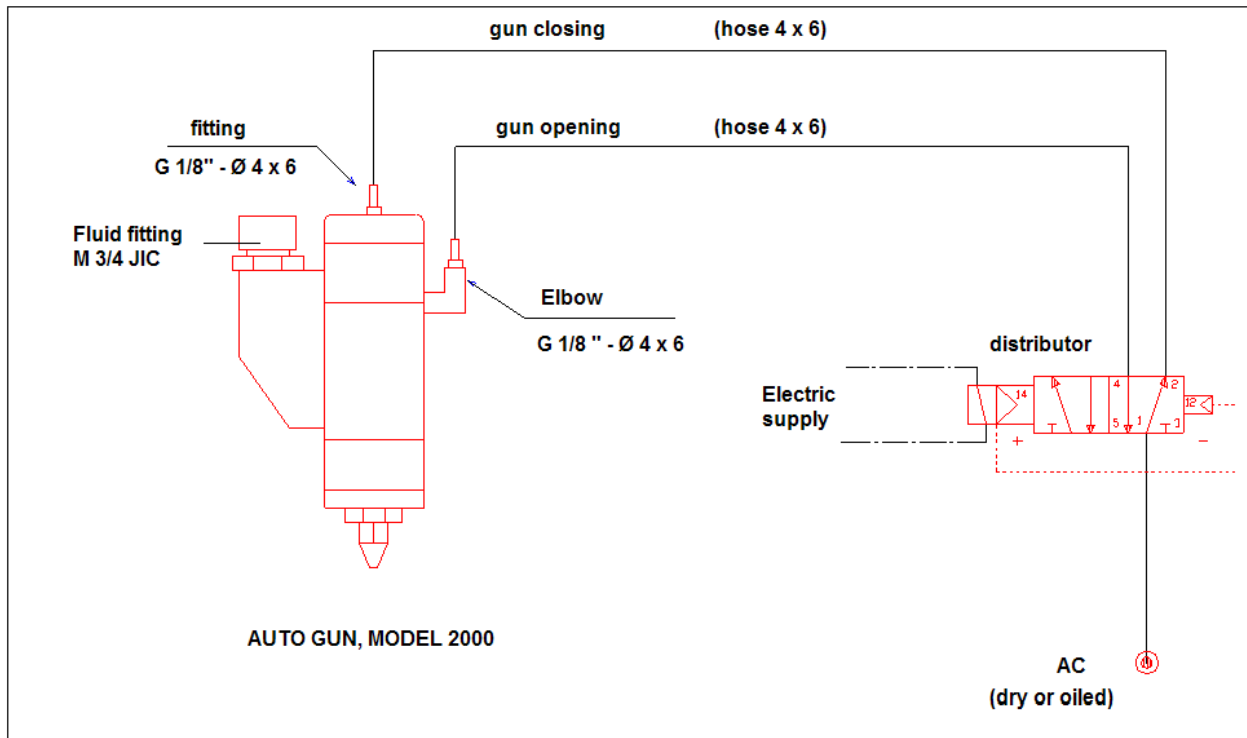 gun closing (hose 4 x 6)
gun opening (hose 4 x 6)
fitting
G 1/8" - Ø 4 x 6
Fluid fitting
M 3/4 JIC
Elbow
G 1/8 " - Ø 4 x 6
distributor
Electric
supply
14
4
2
12
5
1
3
+
-
AUTO GUN, MODEL 2000
AC
(dry or oiled)